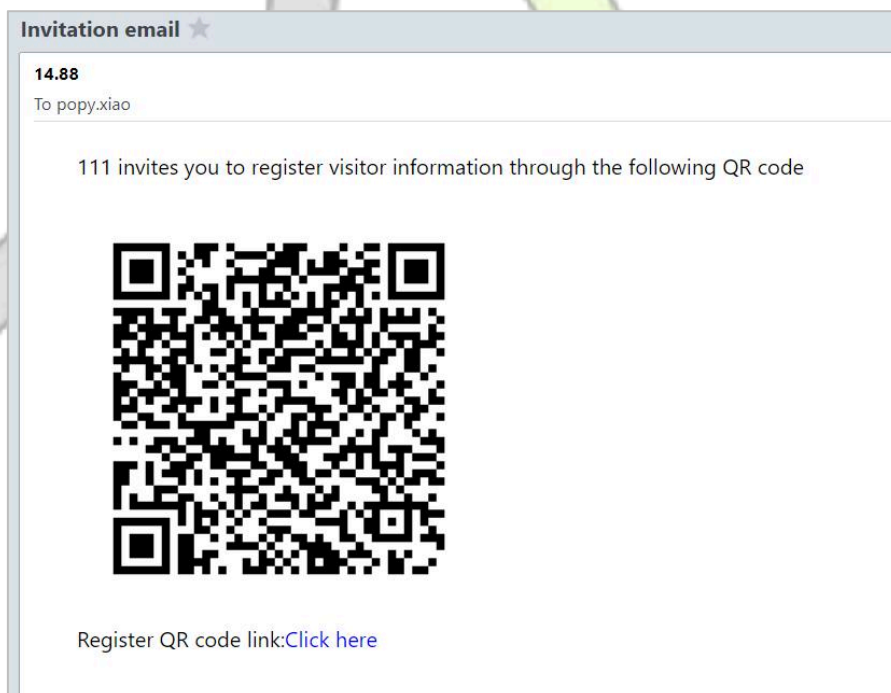 Invitation email
14.88
To popy.xiao
111 invites you to register visitor information through the following QR code
Register QR code link:Click here